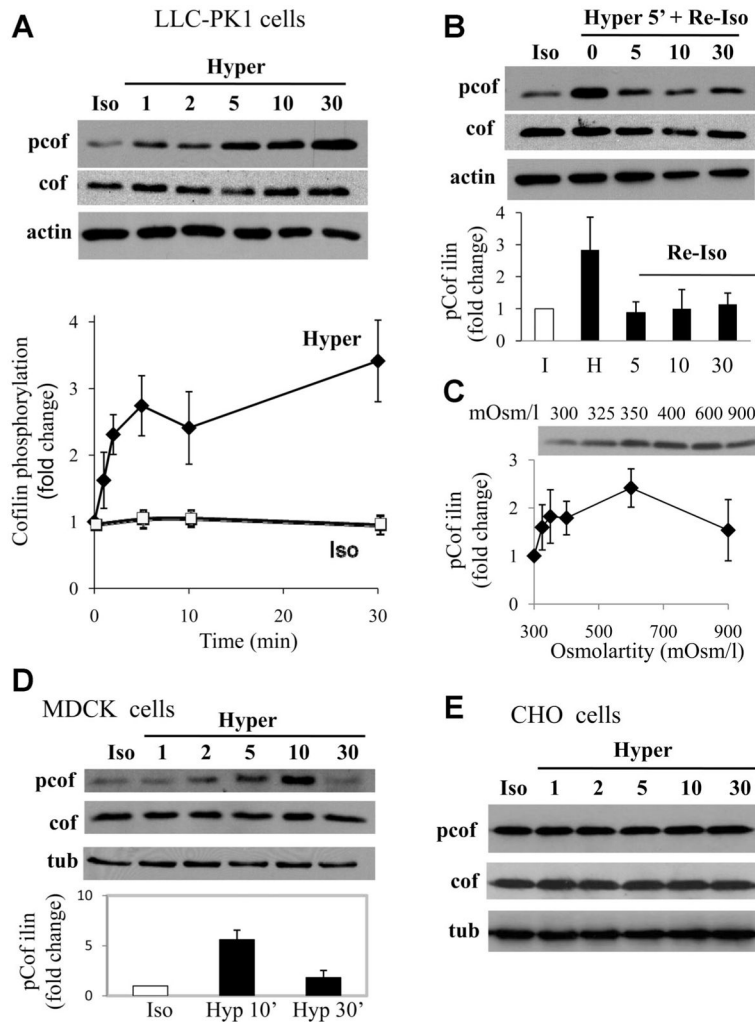 A
LLC-PK1 cells
Hyper
Iso 1 2 5 10 30
pcof
cof
actin
Cofilin phosphorylation
(fold change)
4
3
2
1
0
Hyper
Iso
0 10 20 30
Time (min)
B
Hyper 5' + Re-Iso
Iso 0 5 10 30
pcof
cof
actin
pCof ilin
(fold change)
5
4
3
2
1
0
Re-Iso
I H 5 10 30
C
mOsm/l 300 325 350 400 600 900
pCof ilin
(fold change)
3
2
1
0
300 500 700 900
Osmolartity (mOsm/l)
D
MDCK cells
Hyper
Iso 1 2 5 10 30
pcof
cof
tub
pCof ilin
(fold change)
10
5
0
Iso Hyp 10' Hyp 30'
E
CHO cells
Hyper
Iso 1 2 5 10 30
pcof
cof
tub